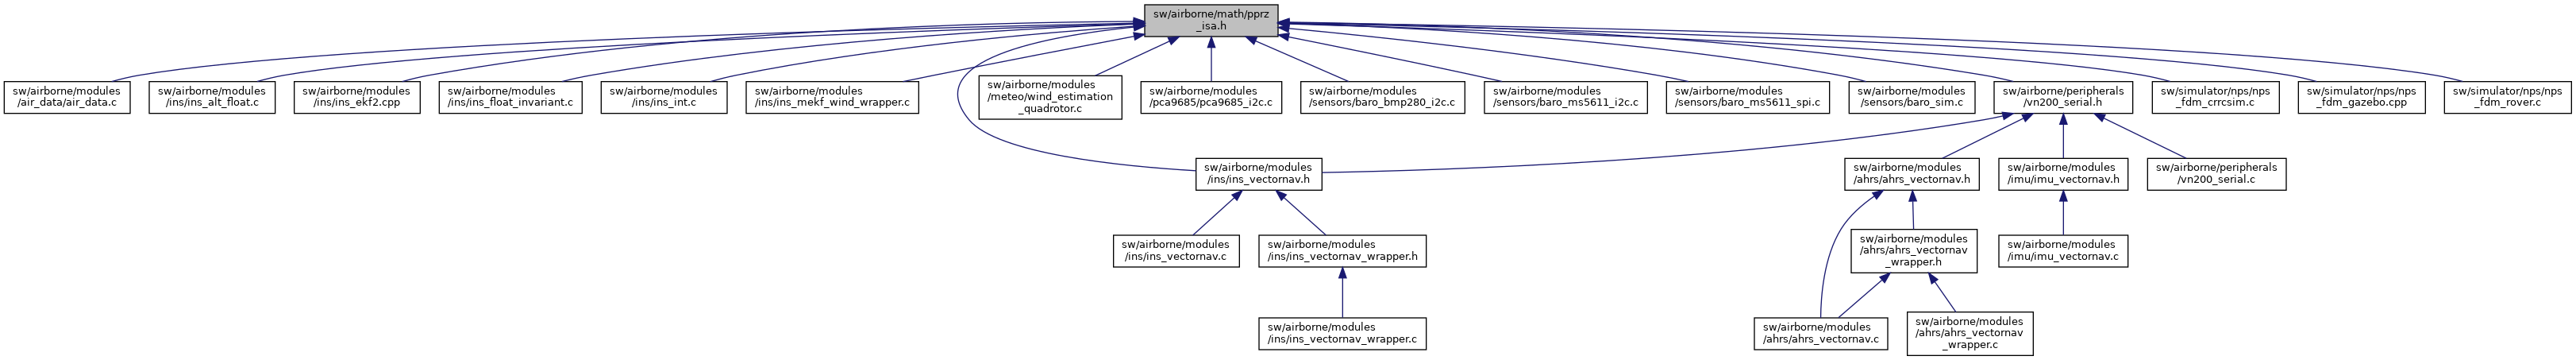 sw/airborne/math/pprz
_isa.h
sw/airborne/modules
/air_data/air_data.c
sw/airborne/modules
/ins/ins_alt_float.c
sw/airborne/modules
/ins/ins_ekf2.cpp
sw/airborne/modules
/ins/ins_float_invariant.c
sw/airborne/modules
/ins/ins_int.c
sw/airborne/modules
/ins/ins_mekf_wind_wrapper.c
sw/airborne/modules
/meteo/wind_estimation
_quadrotor.c
sw/airborne/modules
/pca9685/pca9685_i2c.c
sw/airborne/modules
/sensors/baro_bmp280_i2c.c
sw/airborne/modules
/sensors/baro_ms5611_i2c.c
sw/airborne/modules
/sensors/baro_ms5611_spi.c
sw/airborne/modules
/sensors/baro_sim.c
sw/airborne/peripherals
/vn200_serial.h
sw/simulator/nps/nps
_fdm_crrcsim.c
sw/simulator/nps/nps
_fdm_gazebo.cpp
sw/simulator/nps/nps
_fdm_rover.c
sw/airborne/modules
/ins/ins_vectornav.h
sw/airborne/modules
/ahrs/ahrs_vectornav.h
sw/airborne/modules
/imu/imu_vectornav.h
sw/airborne/peripherals
/vn200_serial.c
sw/airborne/modules
/ins/ins_vectornav.c
sw/airborne/modules
/ins/ins_vectornav_wrapper.h
sw/airborne/modules
/ahrs/ahrs_vectornav
_wrapper.h
sw/airborne/modules
/imu/imu_vectornav.c
sw/airborne/modules
/ins/ins_vectornav_wrapper.c
sw/airborne/modules
/ahrs/ahrs_vectornav.c
sw/airborne/modules
/ahrs/ahrs_vectornav
_wrapper.c